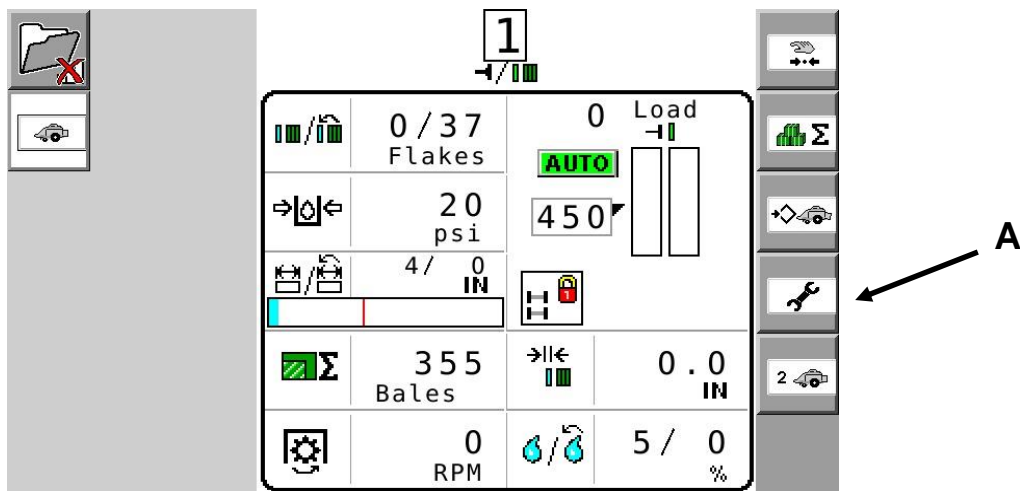 1
0/37
Flakes
0
Load
AUTO
20
psi
450
4/ 0
IN
1
355
Bales
0.0
IN
0
RPM
5/ 0
%
Σ
2
A
Σ